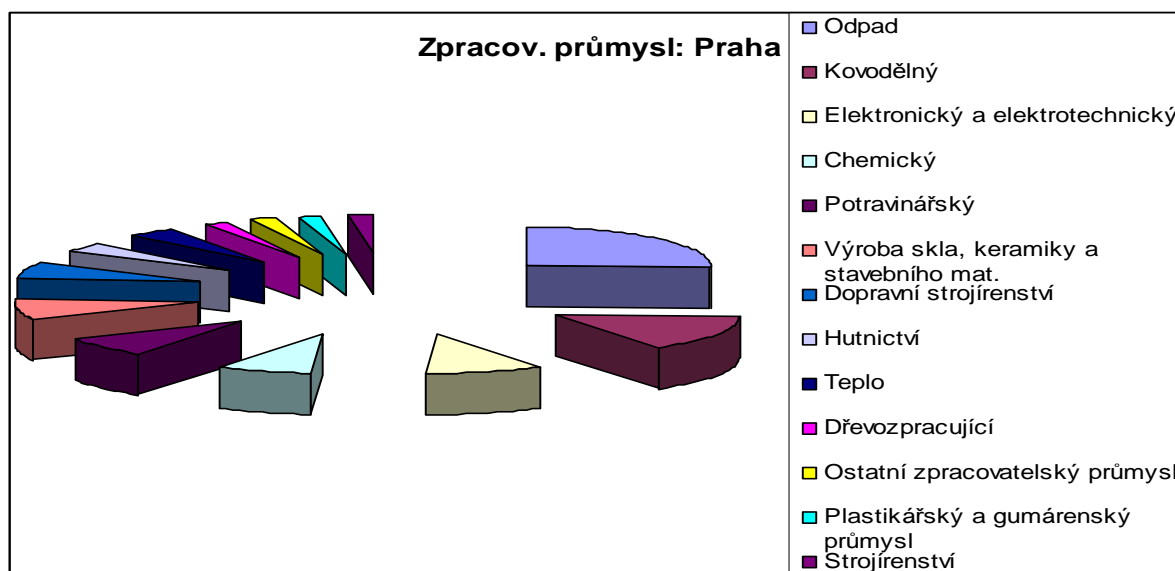 Zpracov. průmysl: Praha
Odpad
Kovodělný
Elektronický a elektrotechnický
Chemický
Potravinářský
Výroba skla, keramiky a
stavebního mat.
Dopravní strojírenství
Hutnictví
Teplo
Dřevozpracující
Ostatní zpracovatelský průmysl
Plastikářský a gumárenský
průmysl
Strojírenství